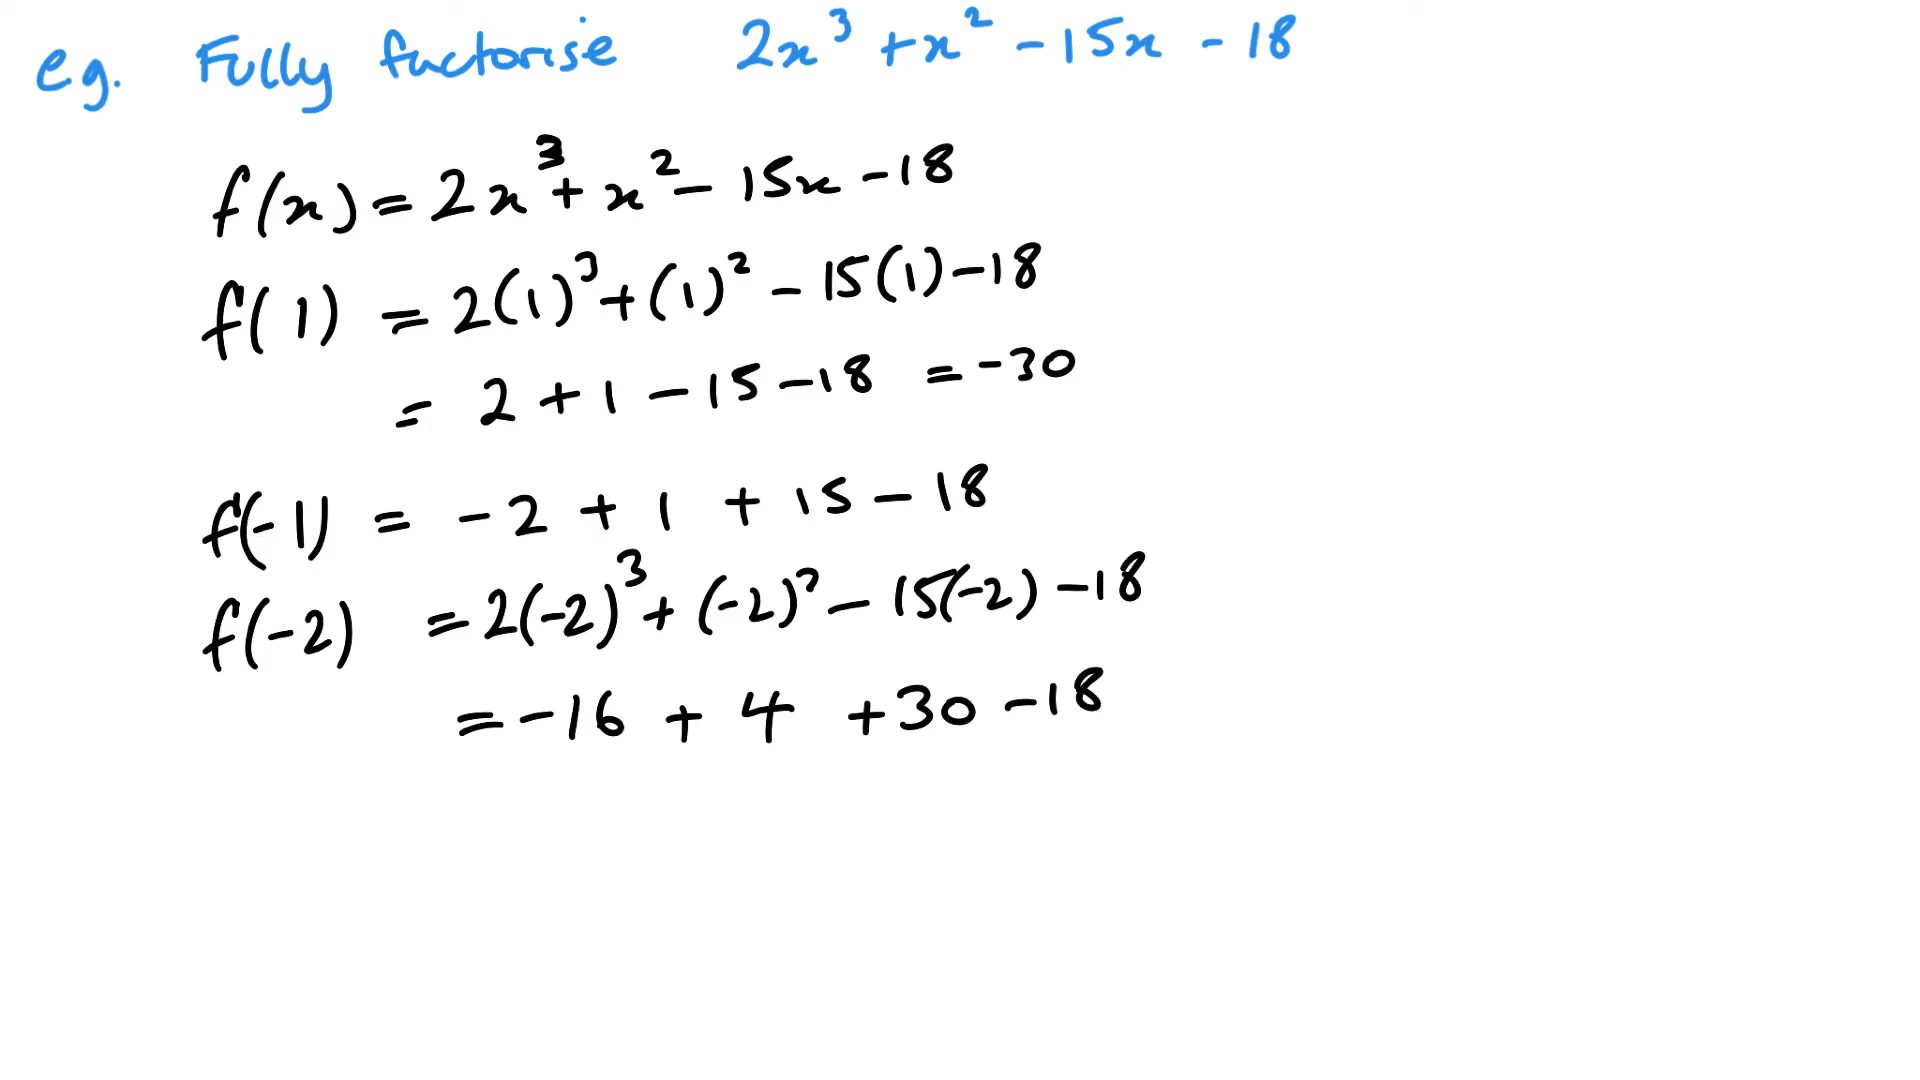 e.g. Fully factorise 2x³ + x² - 15x - 18
f(x) = 2x³ + x² - 15x - 18
f(1) = 2(1)³ + (1)² - 15(1) - 18
= 2 + 1 - 15 - 18 = -30
f(-1) = -2 + 1 + 15 - 18
f(-2) = 2(-2)³ + (-2)² - 15(-2) - 18
= -16 + 4 + 30 - 18